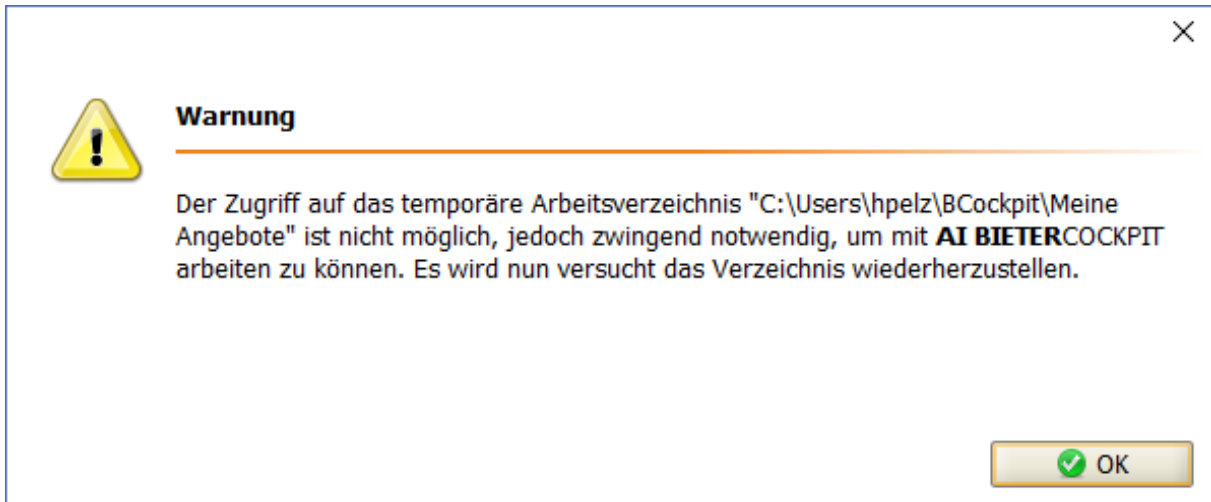 Warnung
Der Zugriff auf das temporäre Arbeitsverzeichnis "C:\Users\hpelz\BCockpit\Meine
Angebote" ist nicht möglich, jedoch zwingend notwendig, um mit AI BIETERCOCKPIT
arbeiten zu können. Es wird nun versucht das Verzeichnis wiederherzustellen.
OK